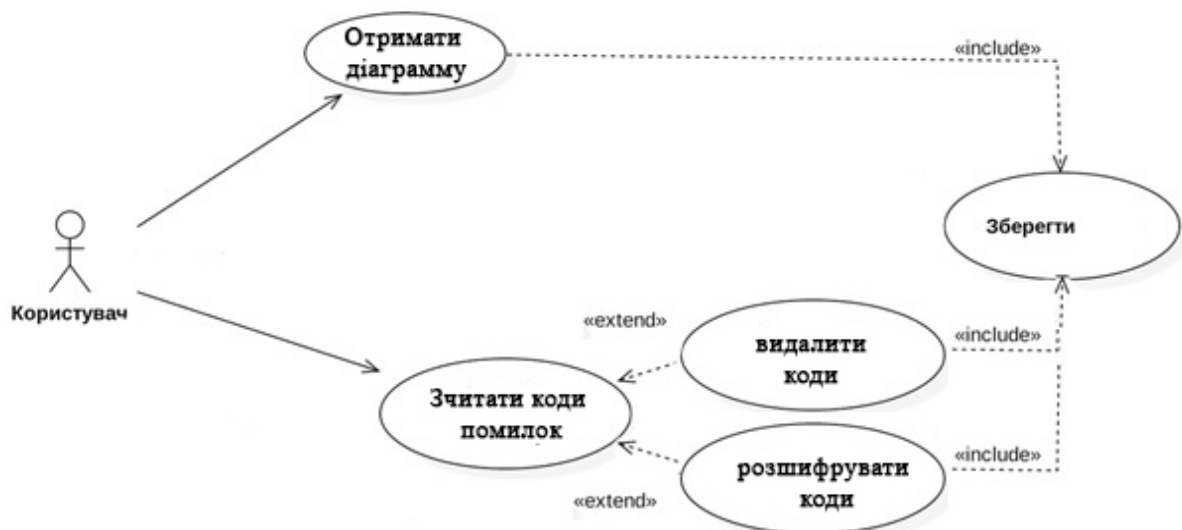 Отримати
діаграмму
«include»
Зберегти
Користувач
«extend»
видалити
коди
«include»
Зчитати коди
помилок
розшифрувати
коди
«include»
«extend»